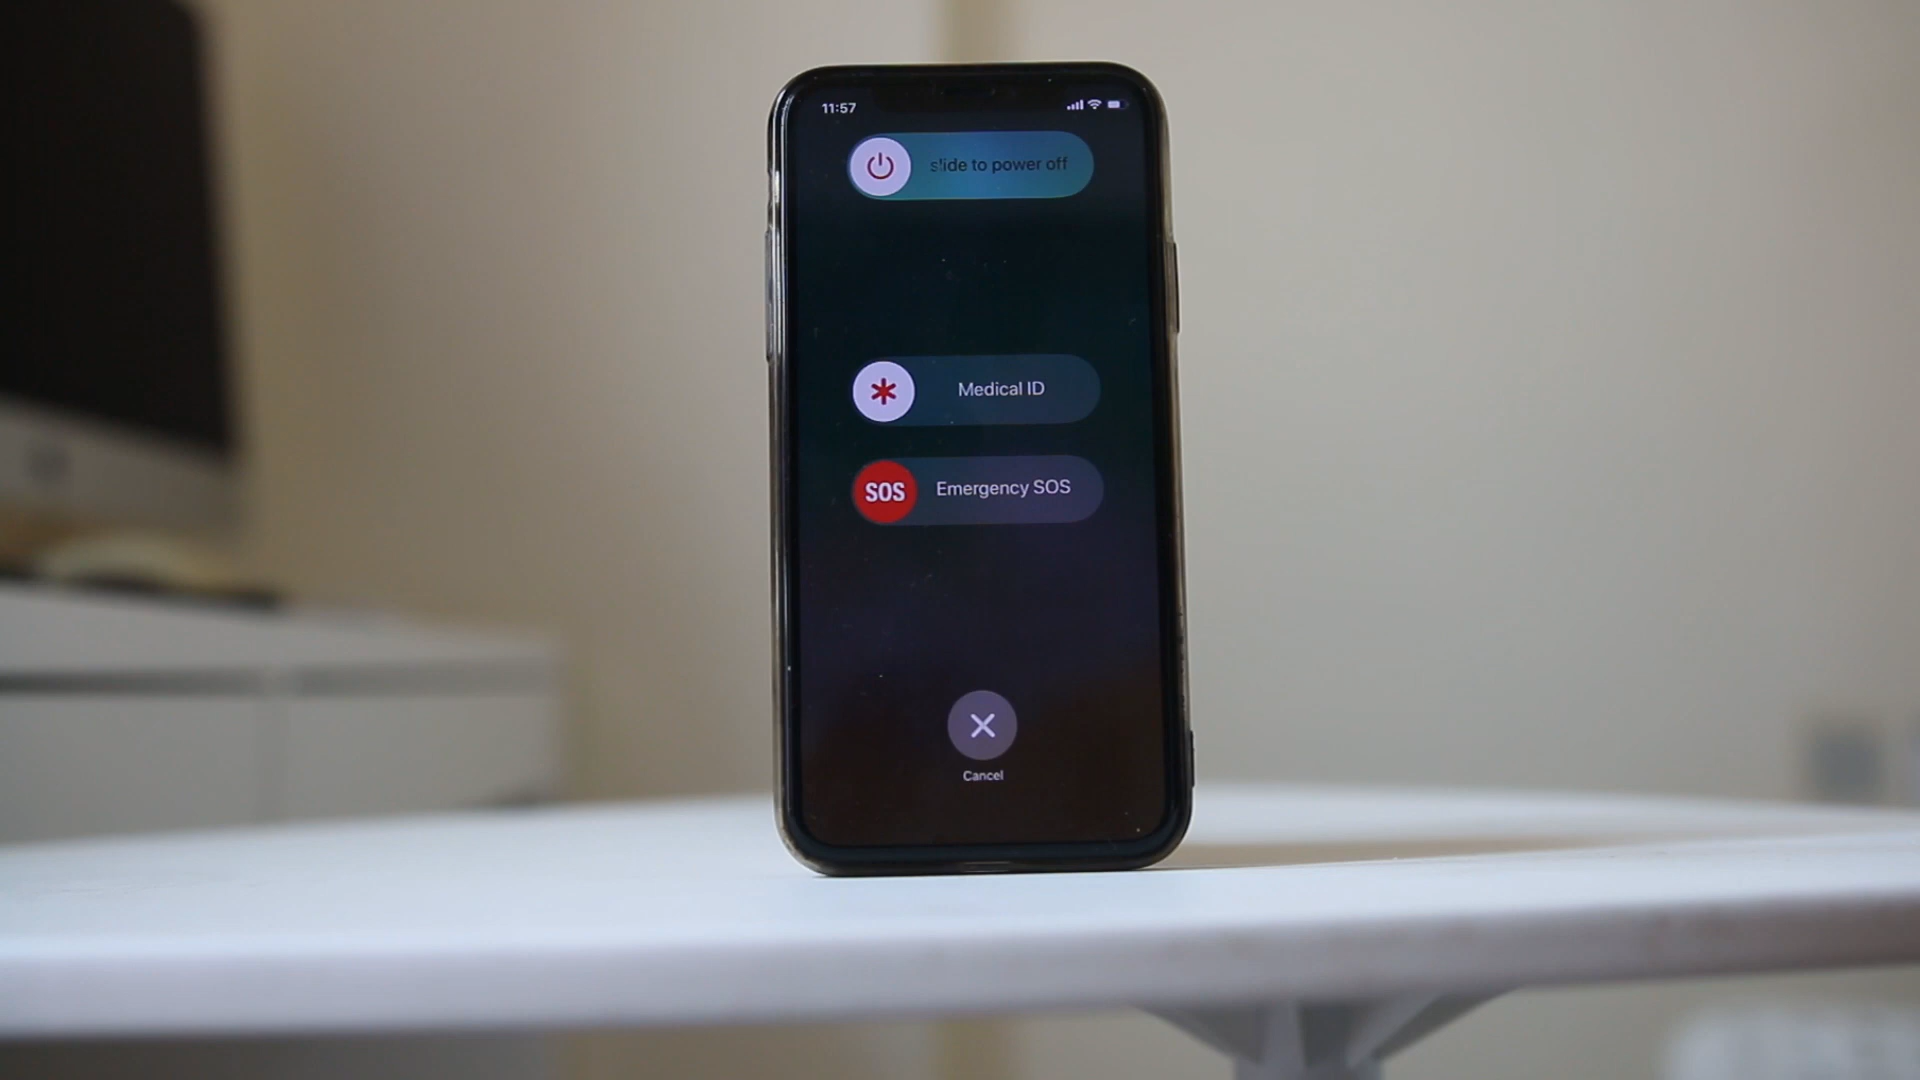 11:57
slide to power off
Medical ID
SOS Emergency SOS
Cancel